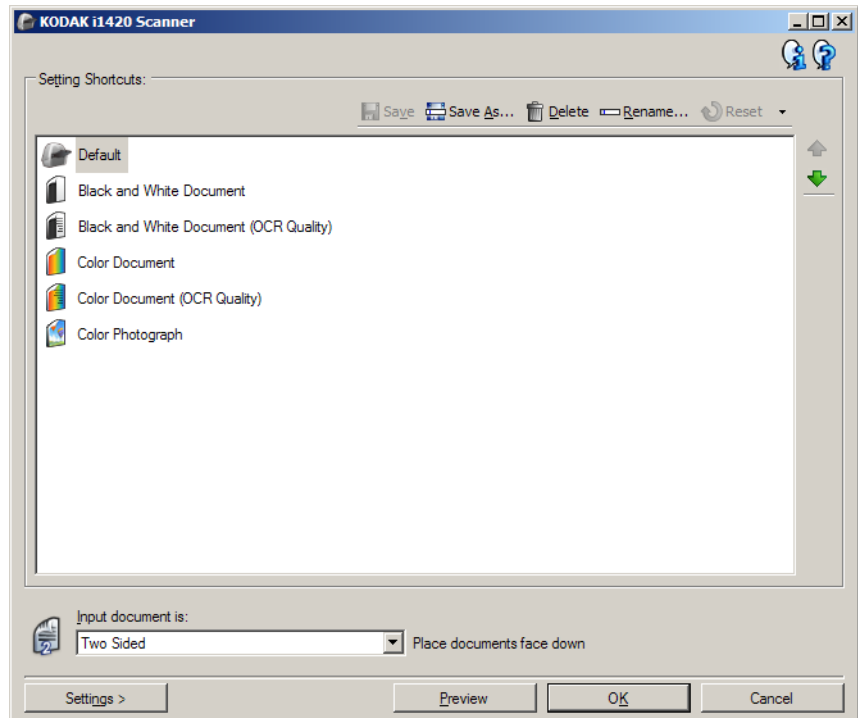 KODAK i1420 Scanner
Setting Shortcuts:
Save Save As... Delete Rename... Reset
Default
Black and White Document
Black and White Document (OCR Quality)
Color Document
Color Document (OCR Quality)
Color Photograph
Input document is:
Two Sided Place documents face down
Settings > Preview OK Cancel